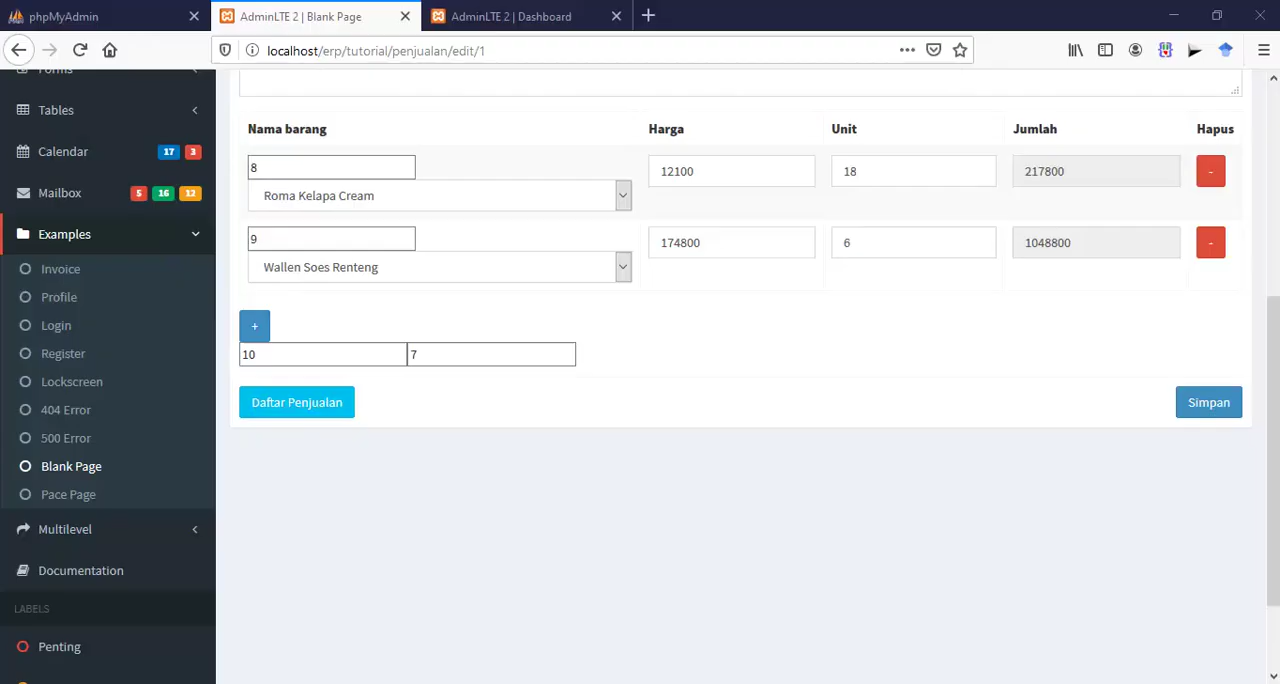 phpMyAdmin
AdminLTE 2 | Blank Page
AdminLTE 2 | Dashboard
localhost/erp/tutorial/penjualan/edit/1
Forms
Tables
Calendar 17 3
Mailbox 5 16 12
Examples
Invoice
Profile
Login
Register
Lockscreen
404 Error
500 Error
Blank Page
Pace Page
Multilevel
Documentation
LABELS
Penting
Nama barang Harga Unit Jumlah Hapus
8
Roma Kelapa Cream 12100 18 217800 -
9
Wallen Soes Renteng 174800 6 1048800 -
+
10 7
Daftar Penjualan Simpan